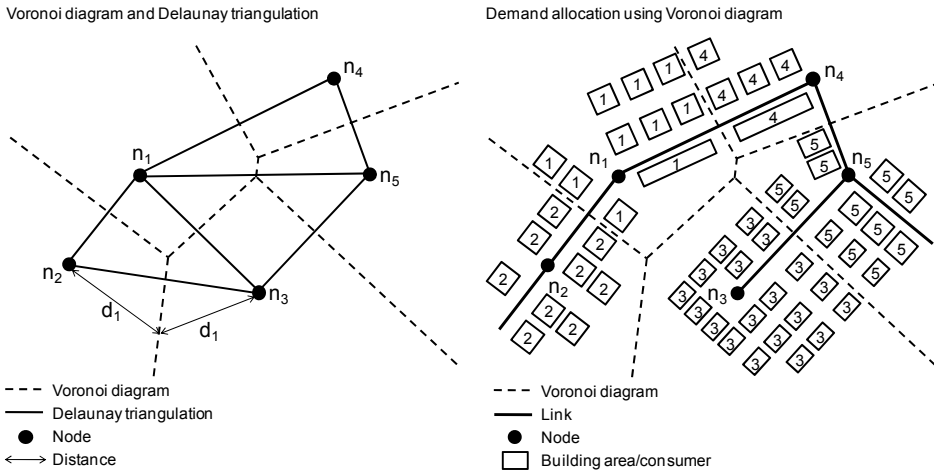 Voronoi diagram and Delaunay triangulation
n4
n1
n5
n2
n3
d1
d1
Voronoi diagram
Delaunay triangulation
Node
Distance
Demand allocation using Voronoi diagram
1 1 1 4
1 1 1 4 4 4
n4
1 4
5
5
n1
n5
1 1 1
2 2 2 2 2 2
n2
2 2 2
5 5
5 5 5
5 5 5
3 3
3 3
3 3
3 3
3 3
n3
3 3 3
3 3 3
3 3 3
3 3 3 3 3 3
Voronoi diagram
Link
Node
Building area/consumer